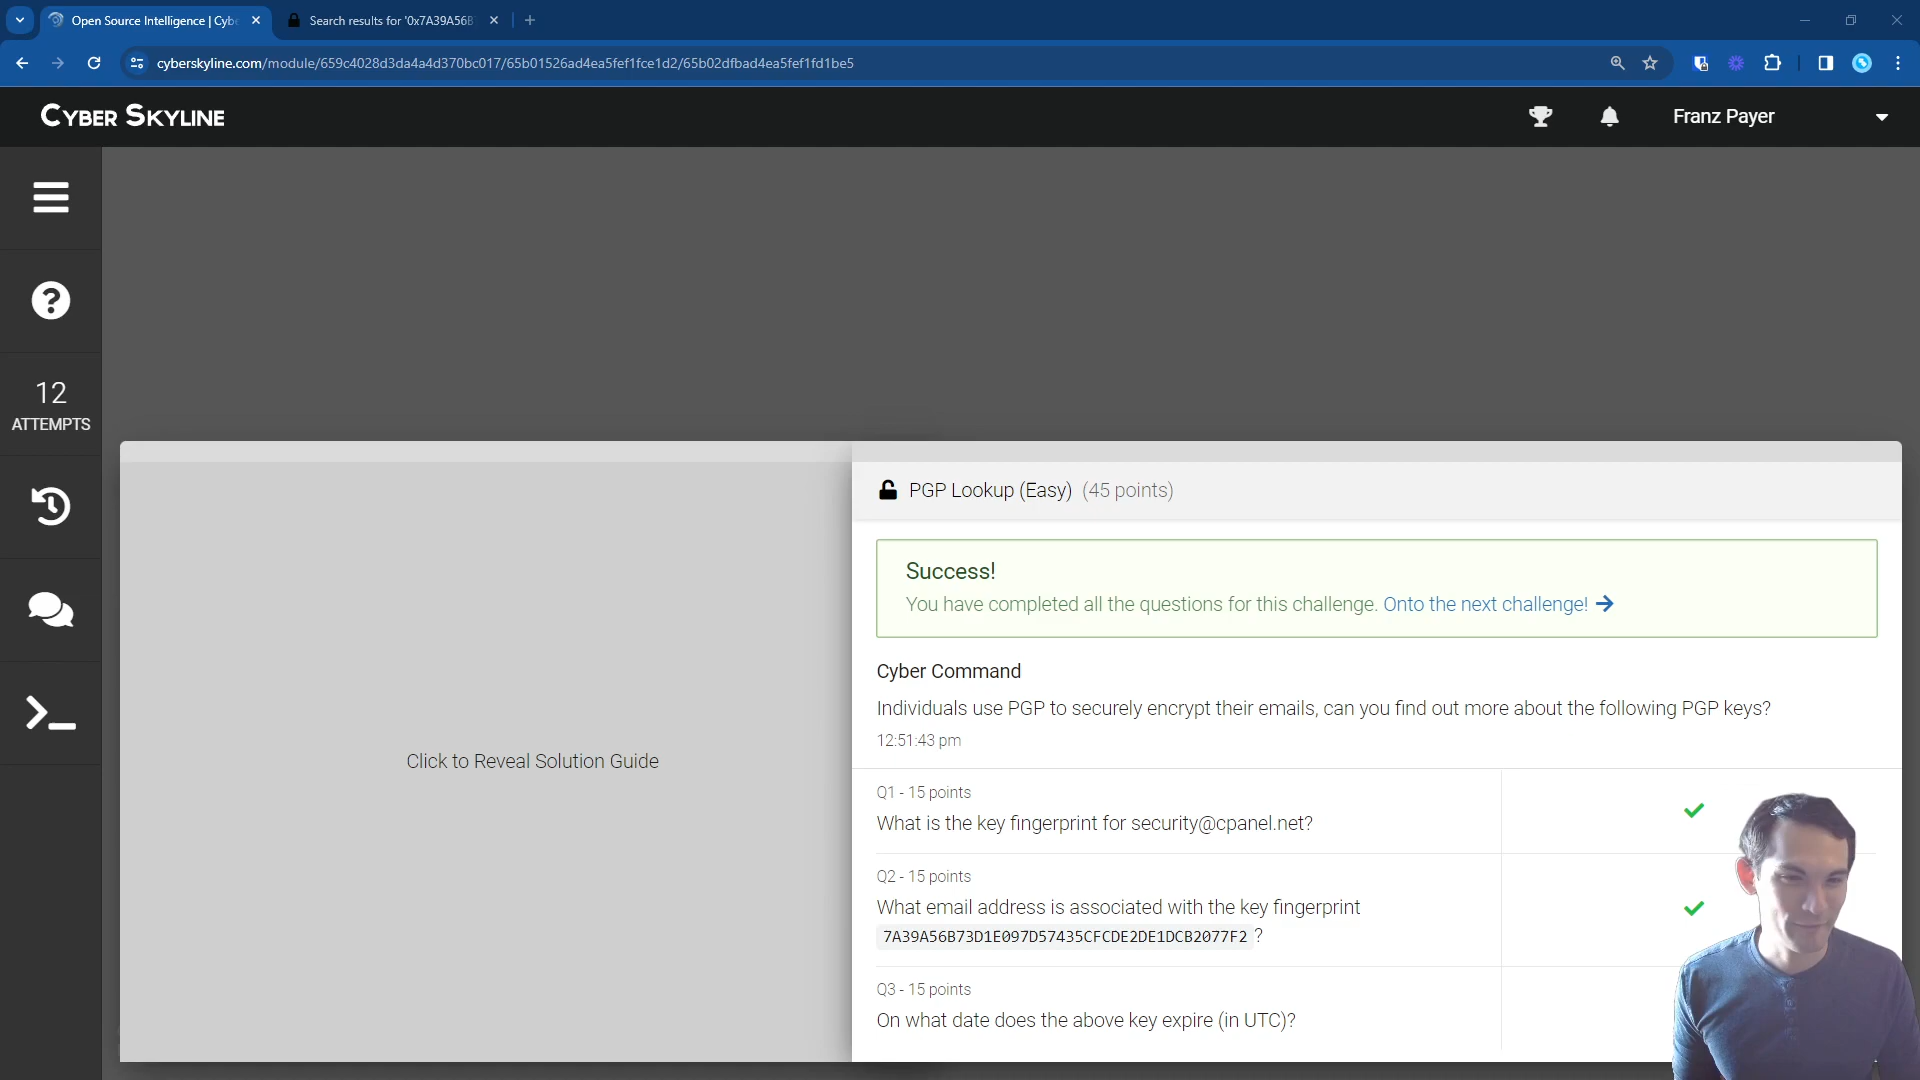 Open Source Intelligence | Cybe
Search results for '0x7A39A56B
cyberskyline.com/module/659c4028d3da4a4d370bc017/65b01526ad4ea5fef1fce1d2/65b02dfbad4ea5fef1fd1be5
CYBER SKYLINE
Franz Payer
12
ATTEMPTS
PGP Lookup (Easy) (45 points)
Success!
You have completed all the questions for this challenge. Onto the next challenge!
Cyber Command
Individuals use PGP to securely encrypt their emails, can you find out more about the following PGP keys?
12:51:43 pm
Click to Reveal Solution Guide
Q1 - 15 points
What is the key fingerprint for security@cpanel.net?
Q2 - 15 points
What email address is associated with the key fingerprint
7A39A56B73D1E097D57435CFCDE2DE1DCB2077F2 ?
Q3 - 15 points
On what date does the above key expire (in UTC)?